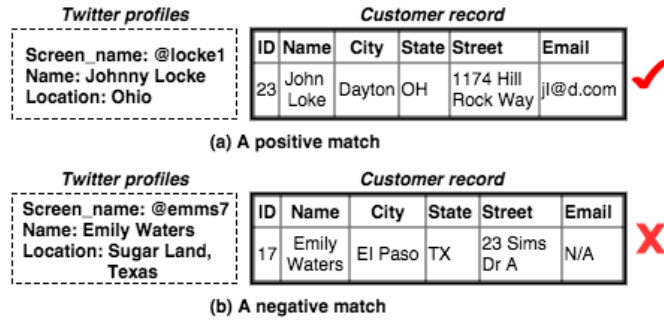 Twitter profiles
Screen_name: @locke1
Name: Johnny Locke
Location: Ohio
Customer record
ID Name City State Street Email
23 John Loke Dayton OH 1174 Hill Rock Way jl@d.com
(a) A positive match
Twitter profiles
Screen_name: @emms7
Name: Emily Waters
Location: Sugar Land,
Texas
Customer record
ID Name City State Street Email
17 Emily Waters El Paso TX 23 Sims Dr A N/A
(b) A negative match